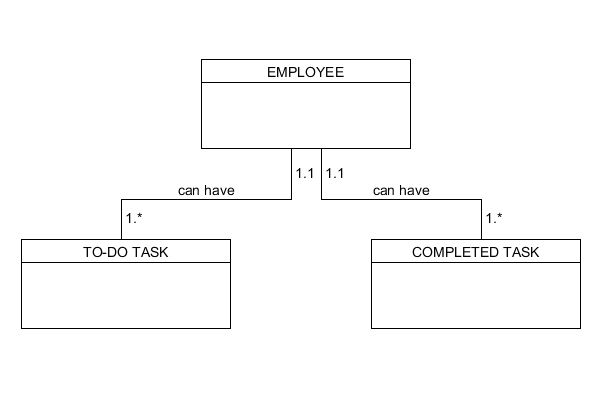 EMPLOYEE
1.1
1.1
can have
can have
1.*
1.*
TO-DO TASK
COMPLETED TASK